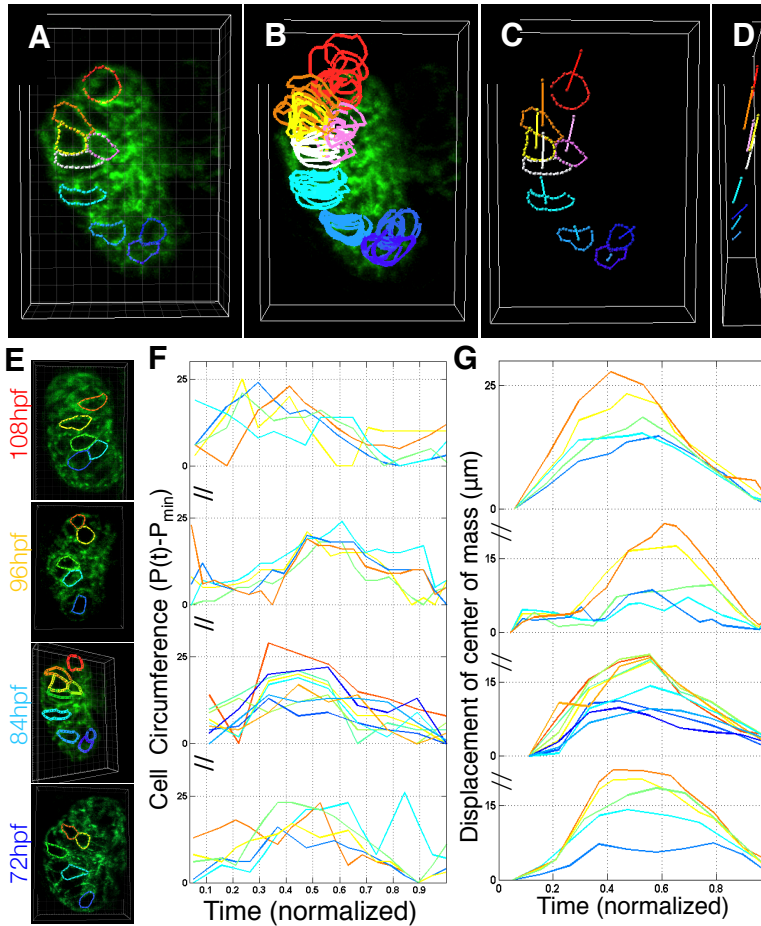 A
B
C
D
E
F
G
108hpf
96hpf
84hpf
72hpf
Cell Circumference (P(t)-Pmin)
25
0
25
0
25
0
25
0
0.1 0.2 0.3 0.4 0.5 0.6 0.7 0.8 0.9
Time (normalized)
Displacement of center of mass (µm)
25
0
15
0
15
0
15
0
0 0.2 0.4 0.6 0.8
Time (normalized)